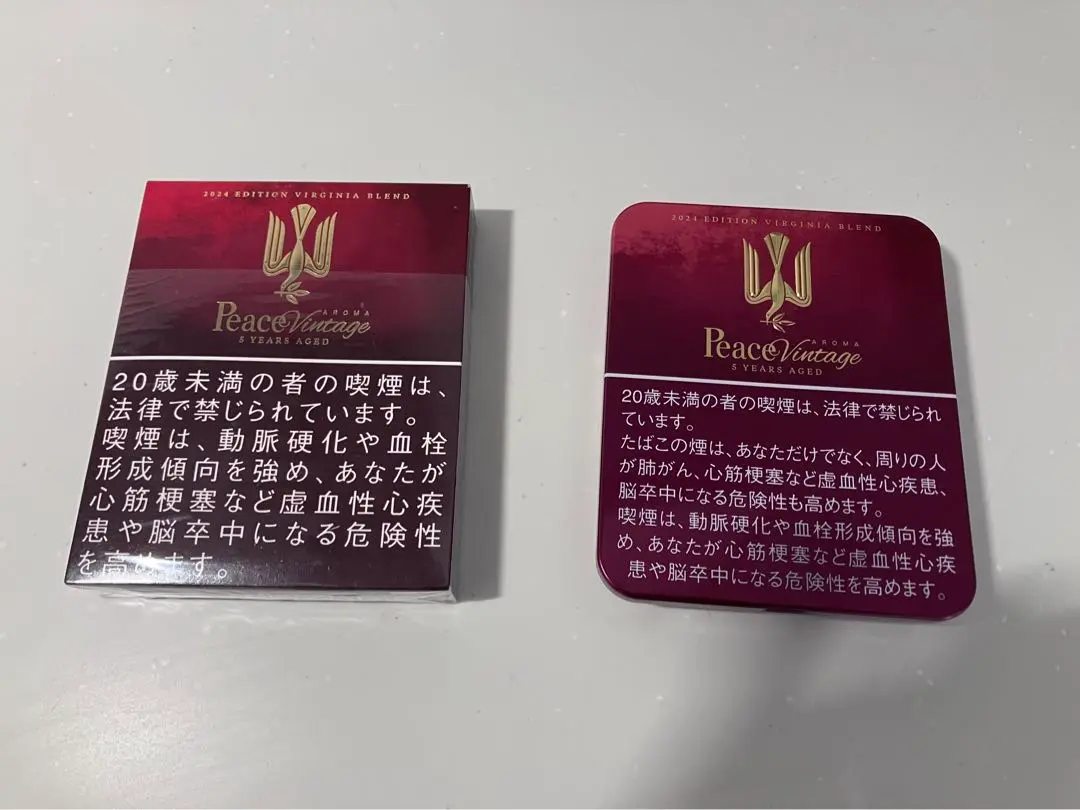 2024 EDITION VIRGINIA BLEND
Peace AROMA Vintage
5 YEARS AGED
20歳未満の者の喫煙は、
法律で禁じられています。
喫煙は、動脈硬化や血栓
形成傾向を強め、あなたが
心筋梗塞など虚血性心疾
患や脳卒中になる危険性
を高めます。
2024 EDITION VIRGINIA BLEND
Peace AROMA Vintage
5 YEARS AGED
20歳未満の者の喫煙は、法律で禁じられ
ています。
たばこの煙は、あなただけでなく、周りの人
が肺がん、心筋梗塞など虚血性心疾患、
脳卒中になる危険性も高めます。
喫煙は、動脈硬化や血栓形成傾向を強
め、あなたが心筋梗塞など虚血性心疾
患や脳卒中になる危険性を高めます。